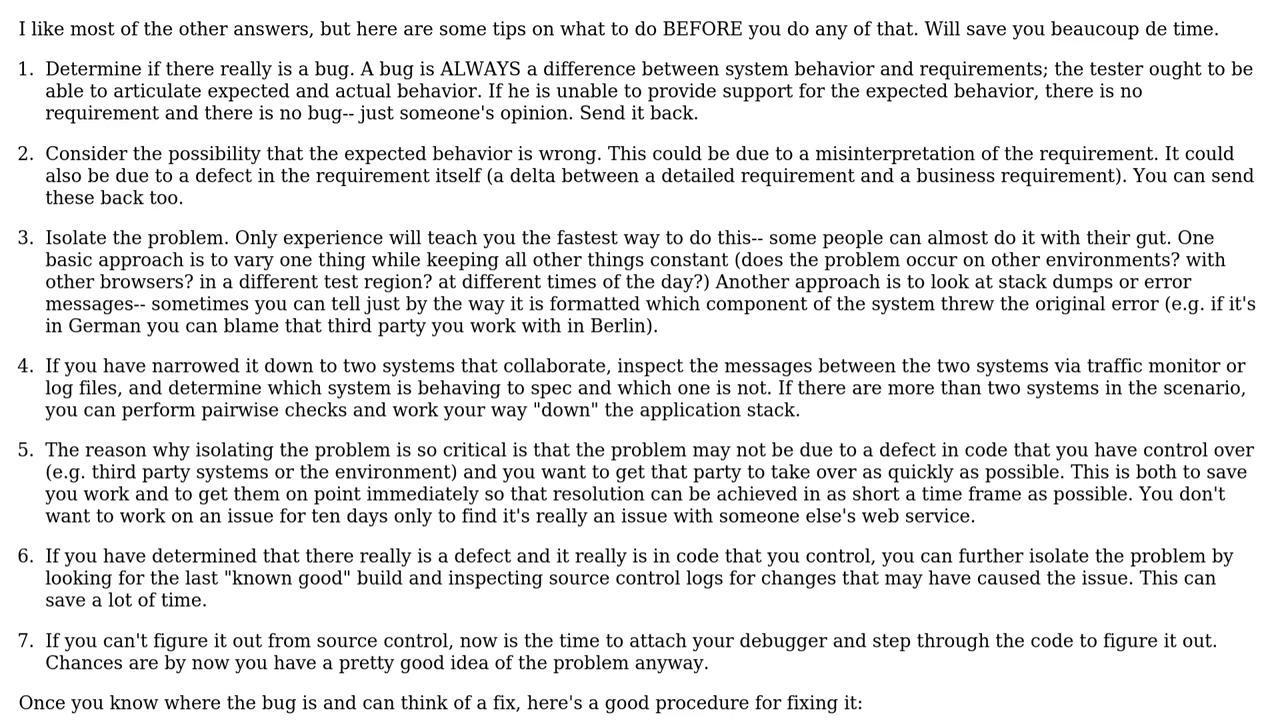 I like most of the other answers, but here are some tips on what to do BEFORE you do any of that. Will save you beaucoup de time.
1. Determine if there really is a bug. A bug is ALWAYS a difference between system behavior and requirements; the tester ought to be
able to articulate expected and actual behavior. If he is unable to provide support for the expected behavior, there is no
requirement and there is no bug-- just someone's opinion. Send it back.
2. Consider the possibility that the expected behavior is wrong. This could be due to a misinterpretation of the requirement. It could
also be due to a defect in the requirement itself (a delta between a detailed requirement and a business requirement). You can send
these back too.
3. Isolate the problem. Only experience will teach you the fastest way to do this-- some people can almost do it with their gut. One
basic approach is to vary one thing while keeping all other things constant (does the problem occur on other environments? with
other browsers? in a different test region? at different times of the day?) Another approach is to look at stack dumps or error
messages-- sometimes you can tell just by the way it is formatted which component of the system threw the original error (e.g. if it's
in German you can blame that third party you work with in Berlin).
4. If you have narrowed it down to two systems that collaborate, inspect the messages between the two systems via traffic monitor or
log files, and determine which system is behaving to spec and which one is not. If there are more than two systems in the scenario,
you can perform pairwise checks and work your way "down" the application stack.
5. The reason why isolating the problem is so critical is that the problem may not be due to a defect in code that you have control over
(e.g. third party systems or the environment) and you want to get that party to take over as quickly as possible. This is both to save
you work and to get them on point immediately so that resolution can be achieved in as short a time frame as possible. You don't
want to work on an issue for ten days only to find it's really an issue with someone else's web service.
6. If you have determined that there really is a defect and it really is in code that you control, you can further isolate the problem by
looking for the last "known good" build and inspecting source control logs for changes that may have caused the issue. This can
save a lot of time.
7. If you can't figure it out from source control, now is the time to attach your debugger and step through the code to figure it out.
Chances are by now you have a pretty good idea of the problem anyway.
Once you know where the bug is and can think of a fix, here's a good procedure for fixing it: